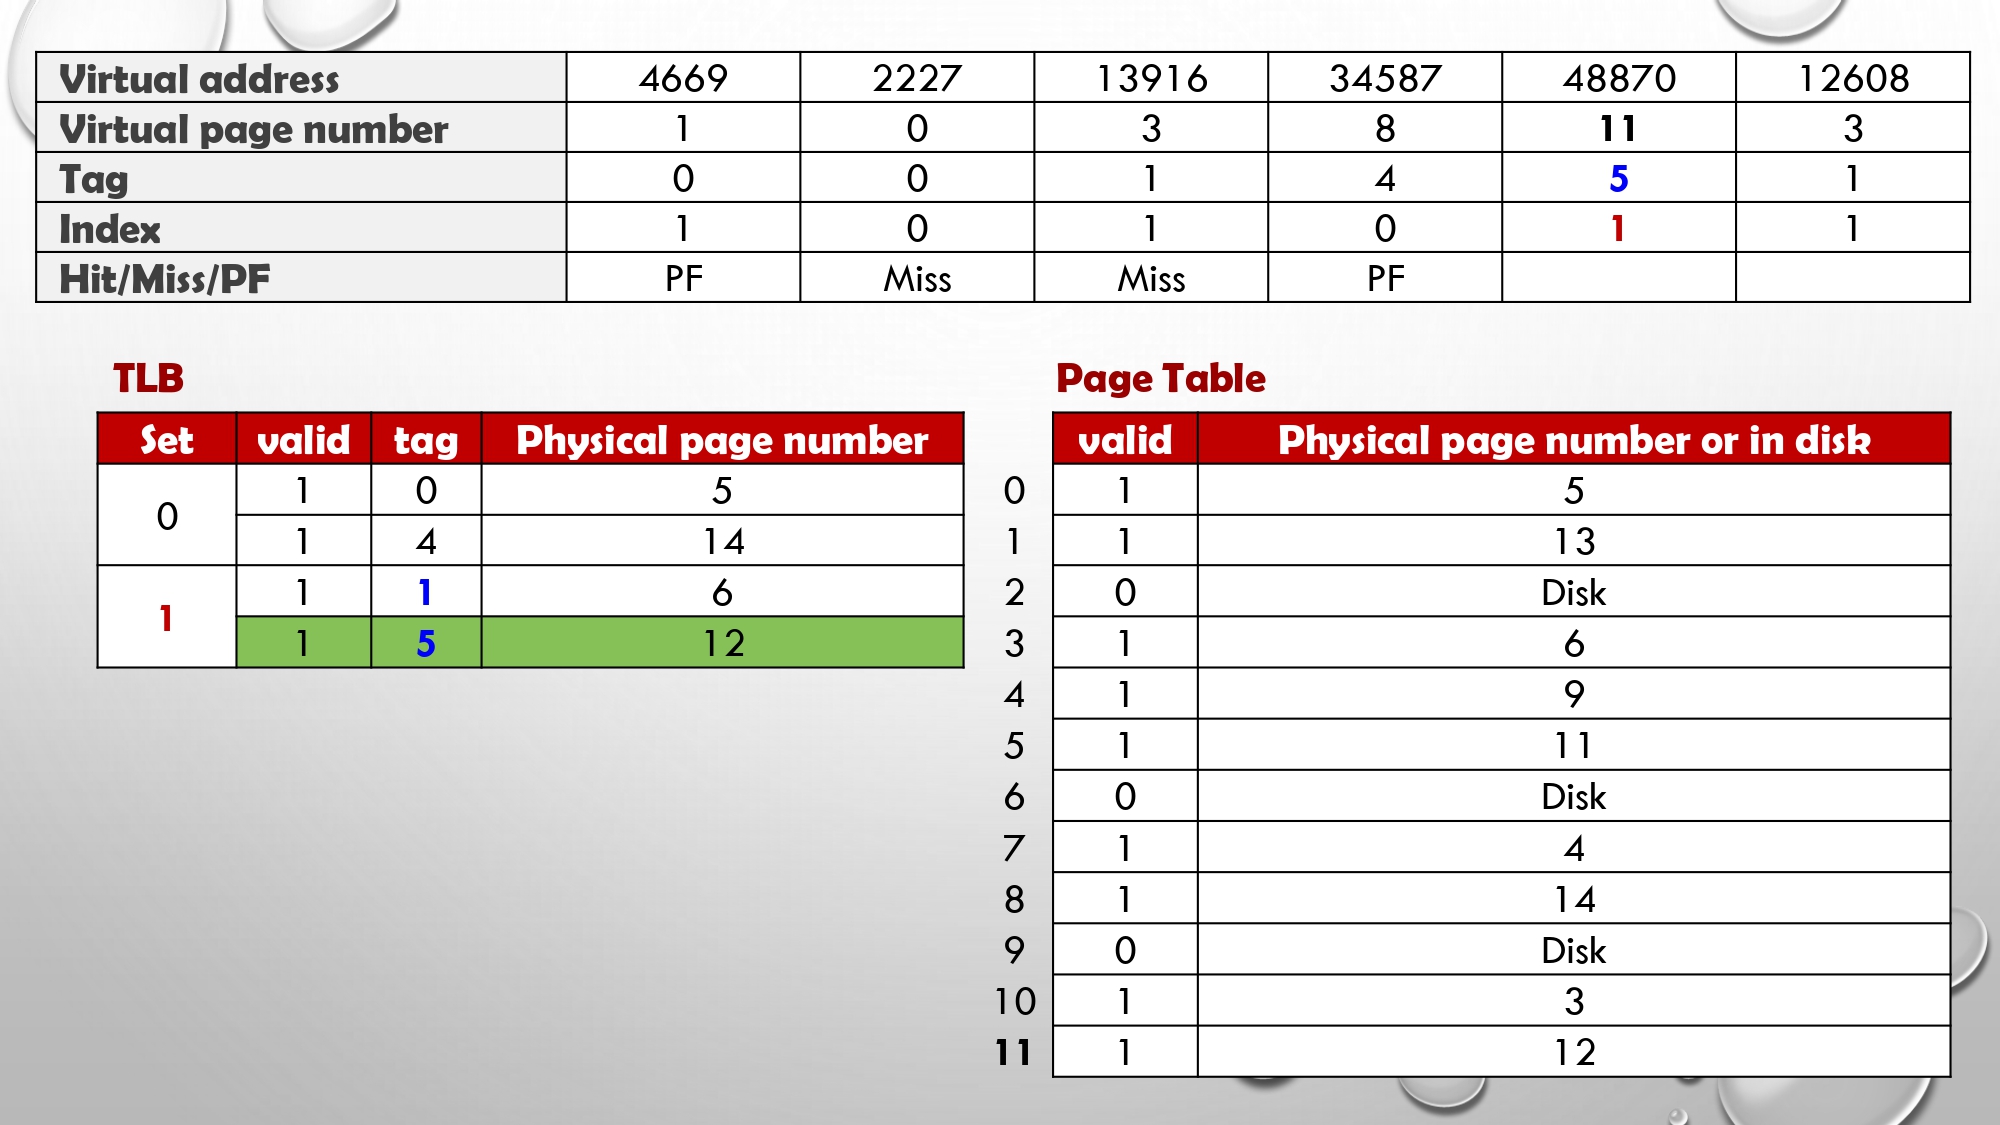 Virtual address 4669 2227 13916 34587 48870 12608
Virtual page number 1 0 3 8 11 3
Tag 0 0 1 4 5 1
Index 1 0 1 0 1 1
Hit/Miss/PF PF Miss Miss PF
TLB
Set valid tag Physical page number
0 1 0 5
1 4 14
1 1 1 6
1 5 12
Page Table
valid Physical page number or in disk
0 1 5
1 1 13
2 0 Disk
3 1 6
4 1 9
5 1 11
6 0 Disk
7 1 4
8 1 14
9 0 Disk
10 1 3
11 1 12